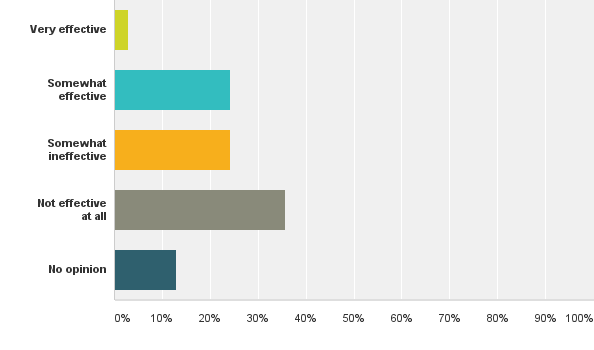 Very effective
Somewhat
effective
Somewhat
ineffective
Not effective
at all
No opinion
0% 10% 20% 30% 40% 50% 60% 70% 80% 90% 100%